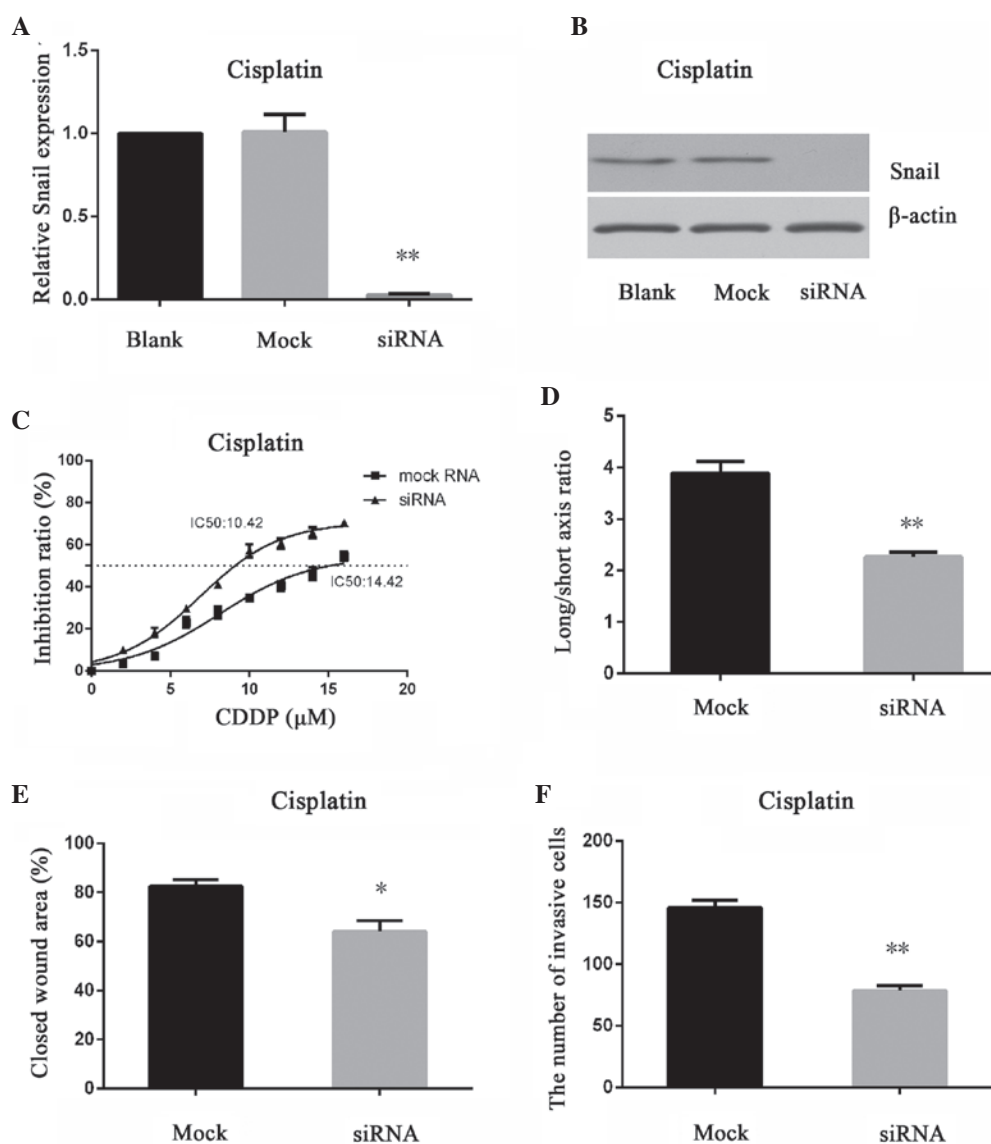 A
Cisplatin
Relative Snail expression
1.5
1.0
0.5
0.0
**
Blank Mock siRNA
B
Cisplatin
Snail
β-actin
Blank Mock siRNA
C
Cisplatin
Inhibition ratio (%)
100
80
60
40
20
0
mock RNA
siRNA
IC50:10.42
IC50:14.42
0 5 10 15 20
CDDP (μM)
D
Long/short axis ratio
5
4
3
2
1
0
**
Mock siRNA
E
Cisplatin
Closed wound area (%)
100
80
60
40
20
0
*
Mock siRNA
F
Cisplatin
The number of invasive cells
200
150
100
50
0
**
Mock siRNA